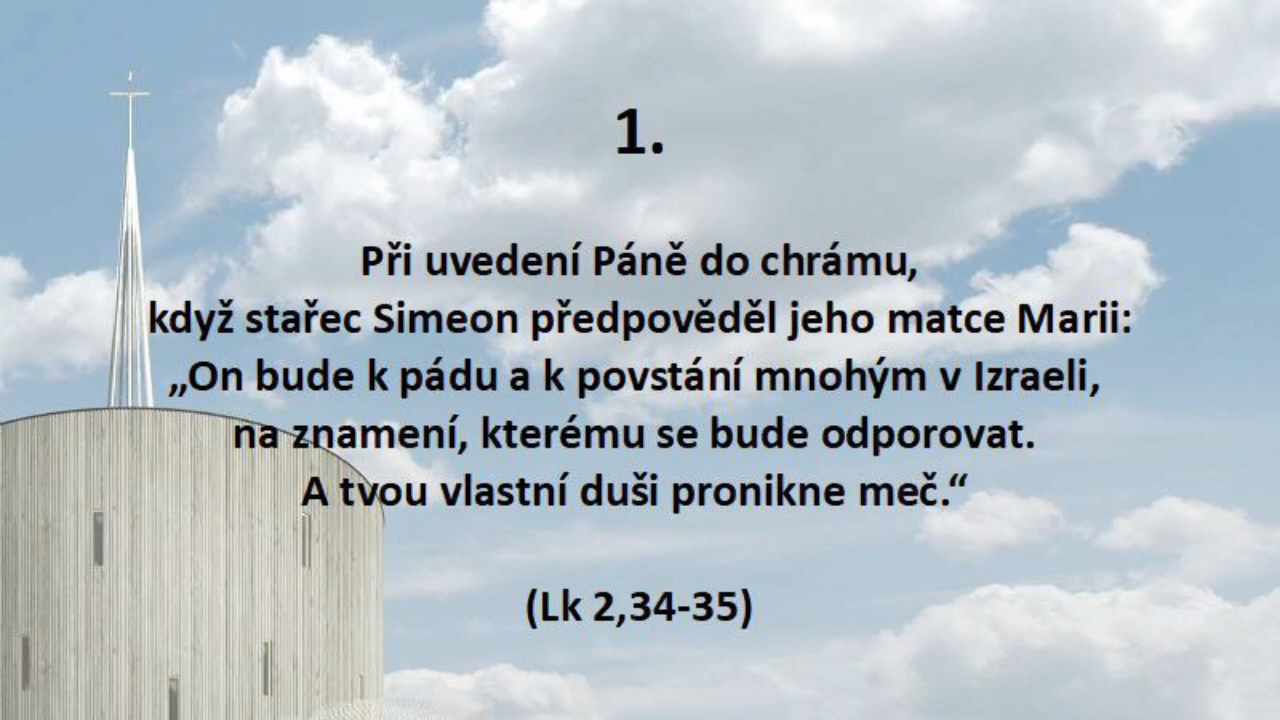 1.
Při uvedení Páně do chrámu,
když stařec Simeon předpověděl jeho matce Marii:
„On bude k pádu a k povstání mnohým v Izraeli,
na znamení, kterému se bude odporovat.
A tvou vlastní duši pronikne meč.“
(Lk 2,34-35)